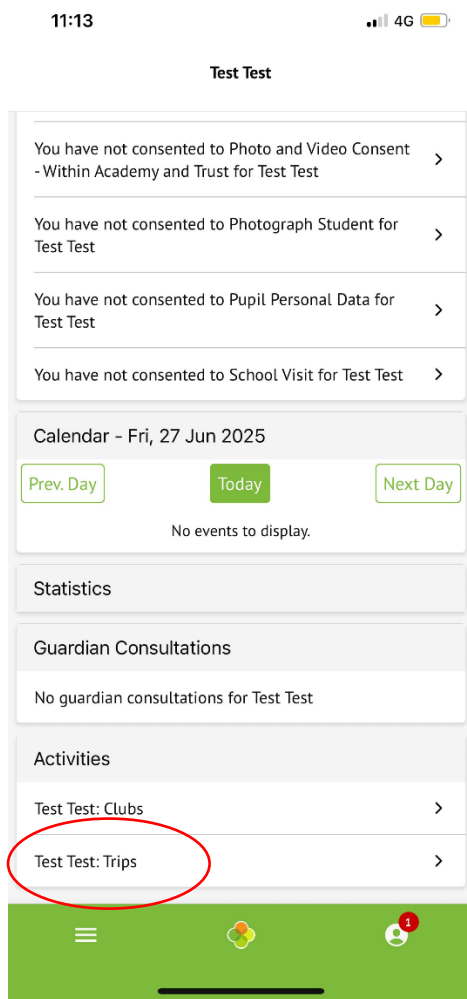 11:13
4G
Test Test
You have not consented to Photo and Video Consent
- Within Academy and Trust for Test Test
You have not consented to Photograph Student for
Test Test
You have not consented to Pupil Personal Data for
Test Test
You have not consented to School Visit for Test Test
Calendar - Fri, 27 Jun 2025
Prev. Day
Today
Next Day
No events to display.
Statistics
Guardian Consultations
No guardian consultations for Test Test
Activities
Test Test: Clubs
Test Test: Trips
1